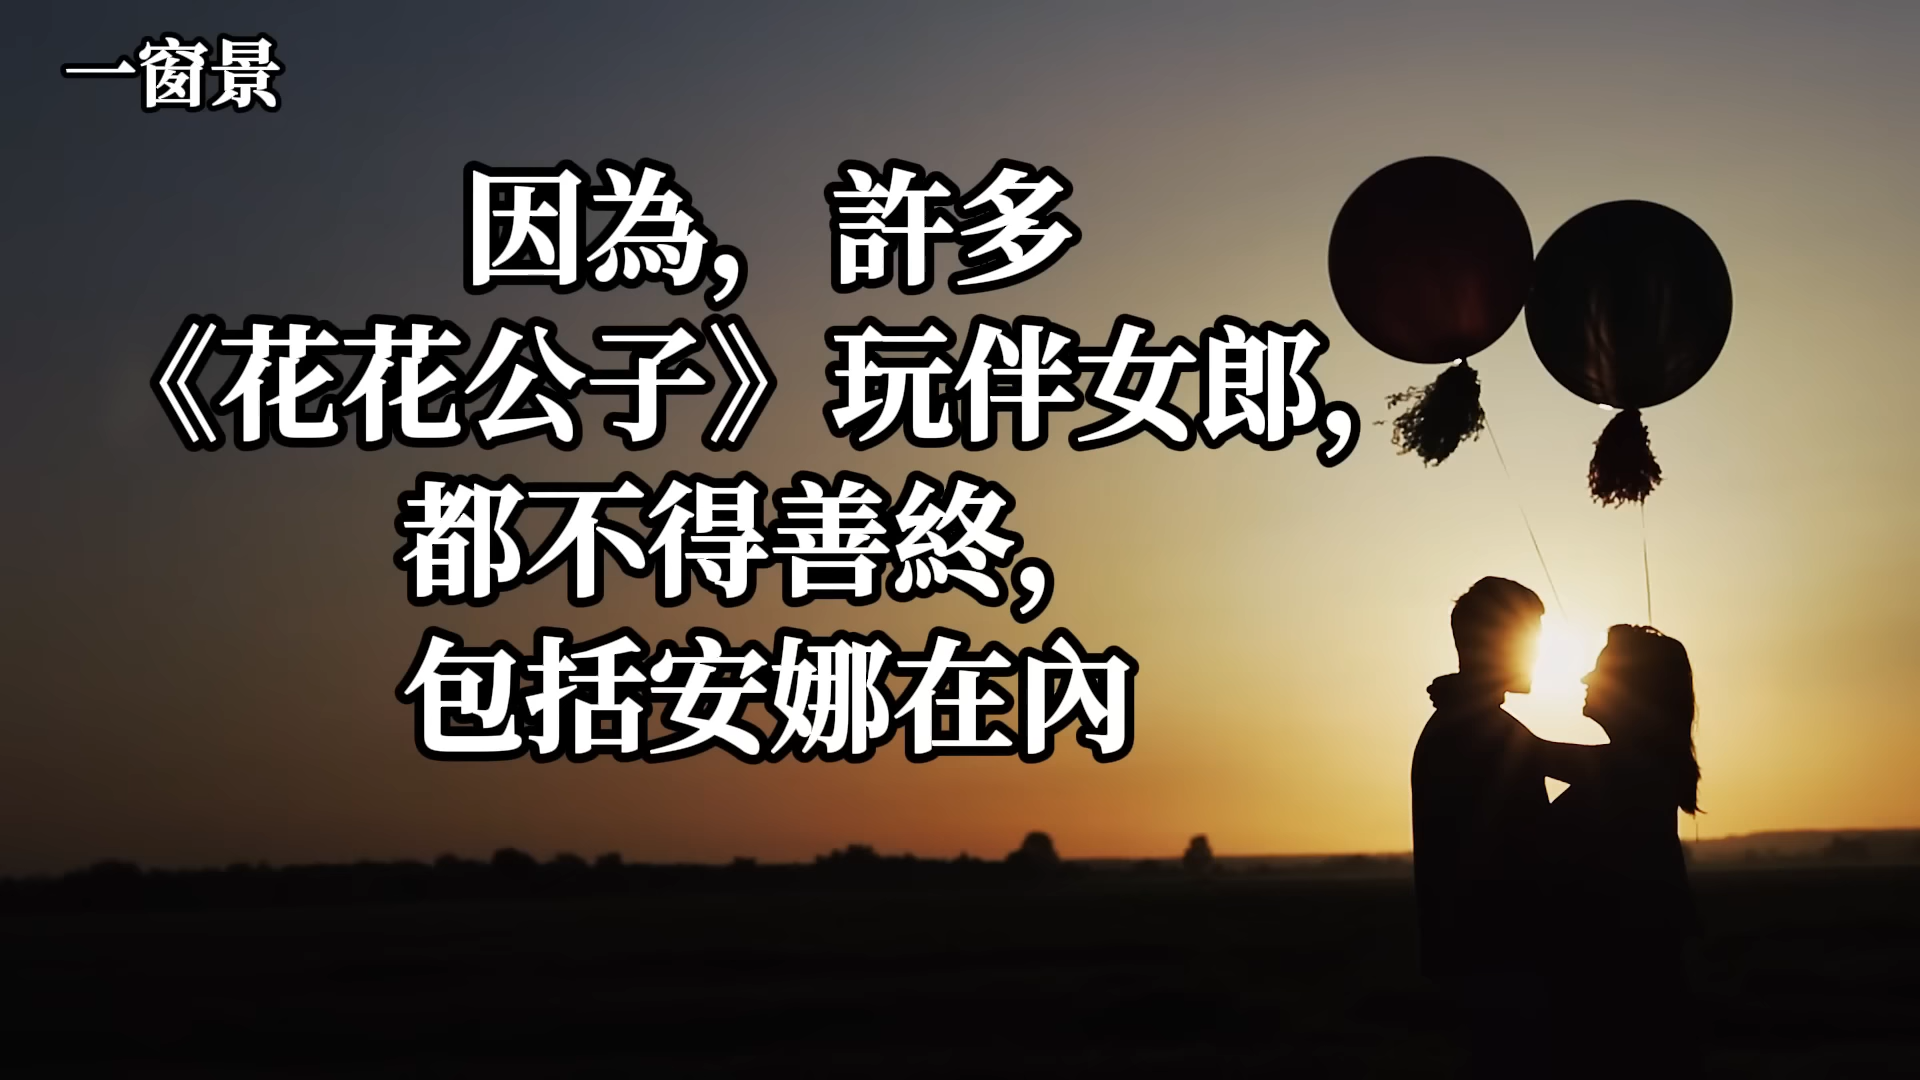 一窗景
因為, 許多
《花花公子》玩伴女郎,
都不得善終,
包括安娜在內